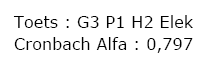 Toets : G3 P1 H2 Elek
Cronbach Alfa : 0,797